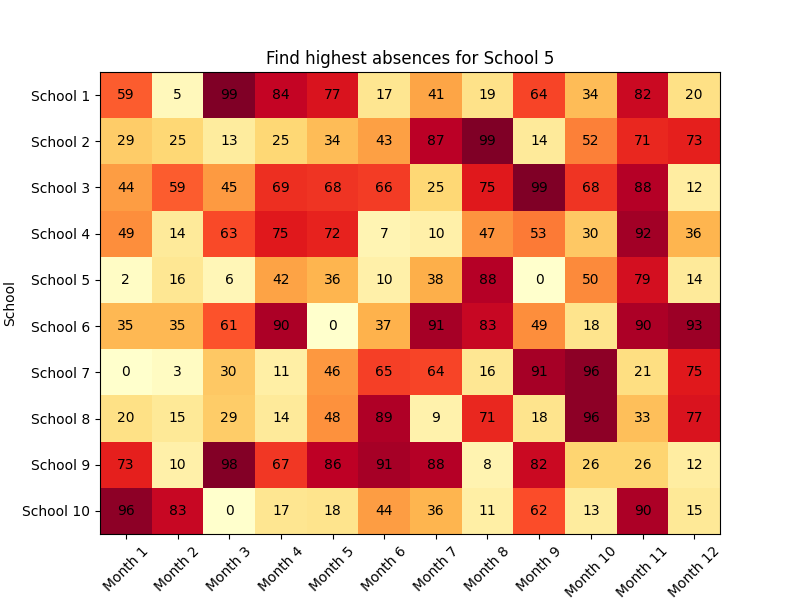 Find highest absences for School 5
School 1 59 5 99 84 77 17 41 19 64 34 82 20
School 2 29 25 13 25 34 43 87 99 14 52 71 73
School 3 44 59 45 69 68 66 25 75 99 68 88 12
School 4 49 14 63 75 72 7 10 47 53 30 92 36
School 5 2 16 6 42 36 10 38 88 0 50 79 14
School
School 6 35 35 61 90 0 37 91 83 49 18 90 93
School 7 0 3 30 11 46 65 64 16 91 96 21 75
School 8 20 15 29 14 48 89 9 71 18 96 33 77
School 9 73 10 98 67 86 91 88 8 82 26 26 12
School 10 96 83 0 17 18 44 36 11 62 13 90 15
Month 1 Month 2 Month 3 Month 4 Month 5 Month 6 Month 7 Month 8 Month 9 Month 10 Month 11 Month 12